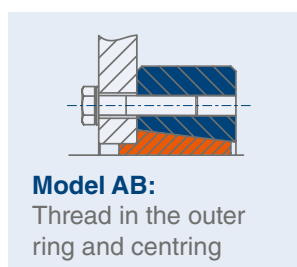 Model AB:
Thread in the outer
ring and centring